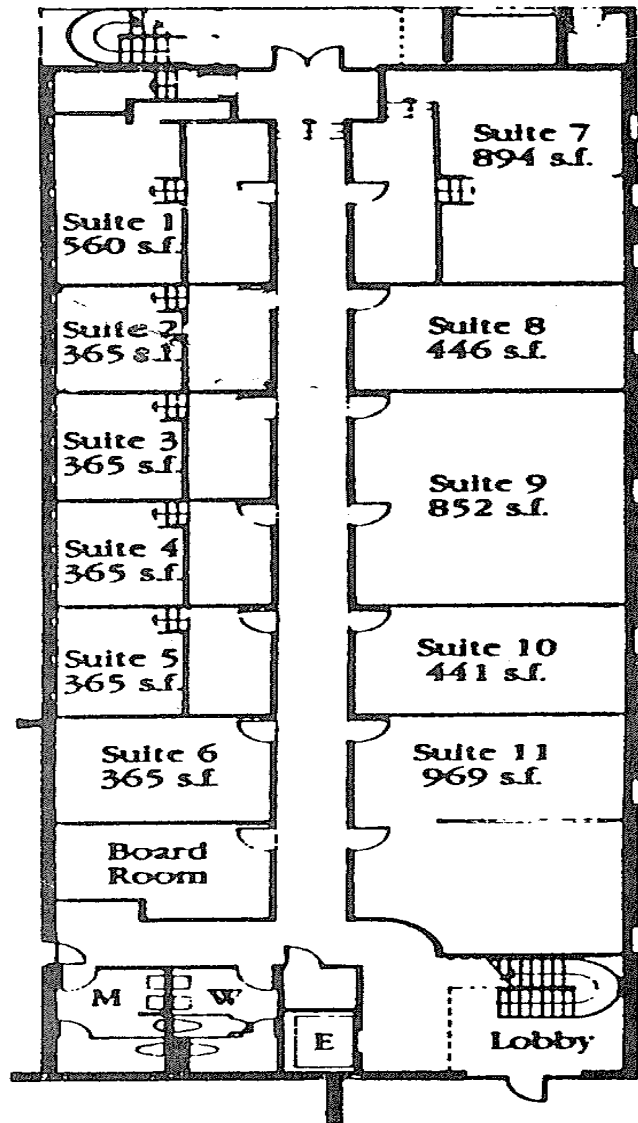 Suite 7
894 s.f.
Suite 1
560 s.f.
Suite 2
365 s.f.
Suite 8
446 s.f.
Suite 3
365 s.f.
Suite 9
852 s.f.
Suite 4
365 s.f.
Suite 5
365 s.f.
Suite 10
441 s.f.
Suite 6
365 s.f.
Suite 11
969 s.f.
Board
Room
M
W
E
Lobby